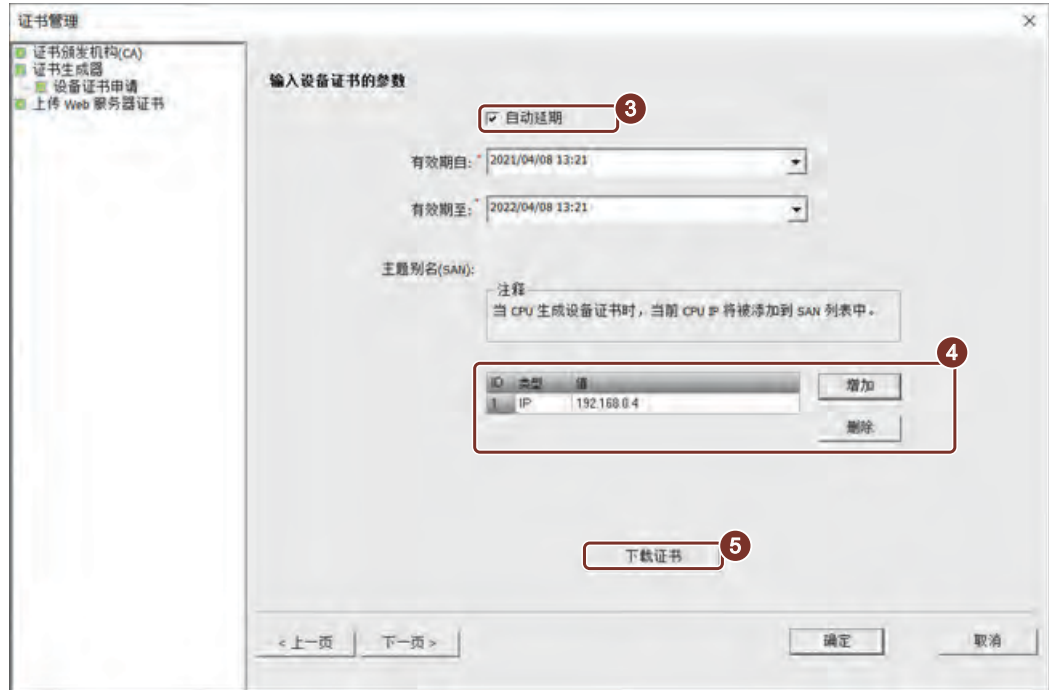 证书管理
证书颁发机构(CA)
证书生成器
设备证书申请
上传 Web 服务器证书
输入设备证书的参数
自动延期
3
有效期自: * 2021/04/08 13:21
有效期至: * 2022/04/08 13:21
主题别名(SAN):
注释
当 CPU 生成设备证书时，当前 CPU IP 将被添加到 SAN 列表中。
4
ID 类型 值
1 IP 192.168.0.4
增加
删除
下载证书
5
< 上一页 下一页 > 确定 取消